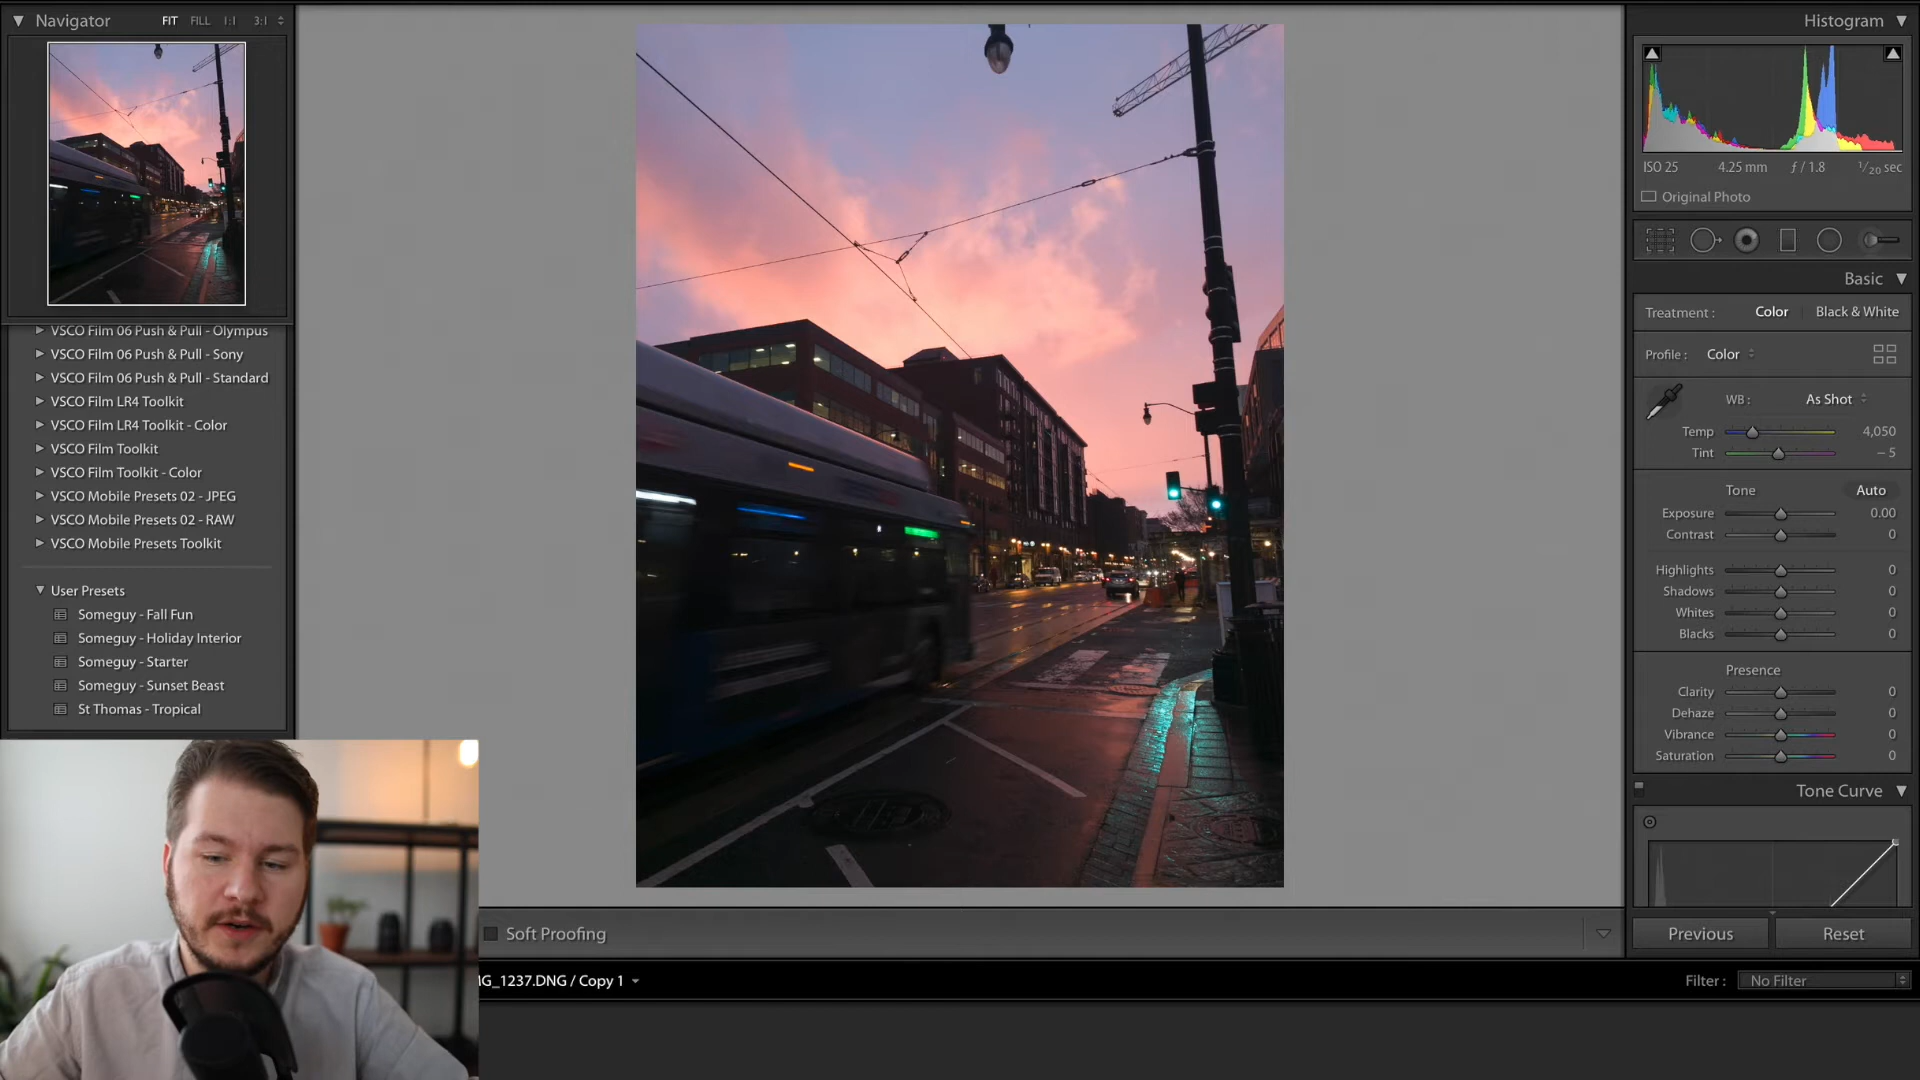 Navigator
FIT FILL 1:1 3:1
VSCO Film 06 Push & Pull - Olympus
VSCO Film 06 Push & Pull - Sony
VSCO Film 06 Push & Pull - Standard
VSCO Film LR4 Toolkit
VSCO Film LR4 Toolkit - Color
VSCO Film Toolkit
VSCO Film Toolkit - Color
VSCO Mobile Presets 02 - JPEG
VSCO Mobile Presets 02 - RAW
VSCO Mobile Presets Toolkit
User Presets
Someguy - Fall Fun
Someguy - Holiday Interior
Someguy - Starter
Someguy - Sunset Beast
St Thomas - Tropical
Soft Proofing
MG_1237.DNG / Copy 1
Histogram
ISO 25 4.25 mm ƒ / 1.8 1/20 sec
Original Photo
Basic
Treatment : Color Black & White
Profile : Color
WB : As Shot
Temp 4,050
Tint – 5
Tone Auto
Exposure 0.00
Contrast 0
Highlights 0
Shadows 0
Whites 0
Blacks 0
Presence
Clarity 0
Dehaze 0
Vibrance 0
Saturation 0
Tone Curve
Previous Reset
Filter : No Filter